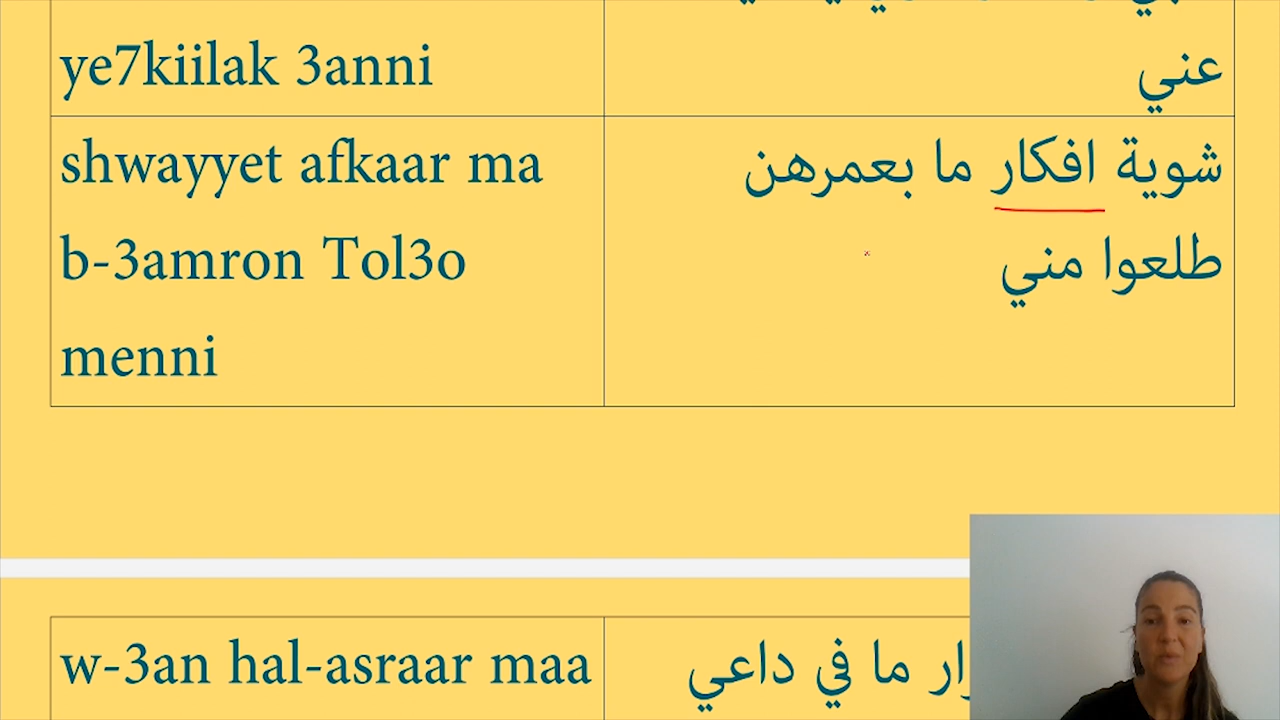 ye7kiilak 3anni
عني
shwayyet afkaar ma
b-3amron Tol3o
menni
شوية افكار ما بعمرهن
طلعوا مني
w-3an hal-asraar maa
ما في داعي